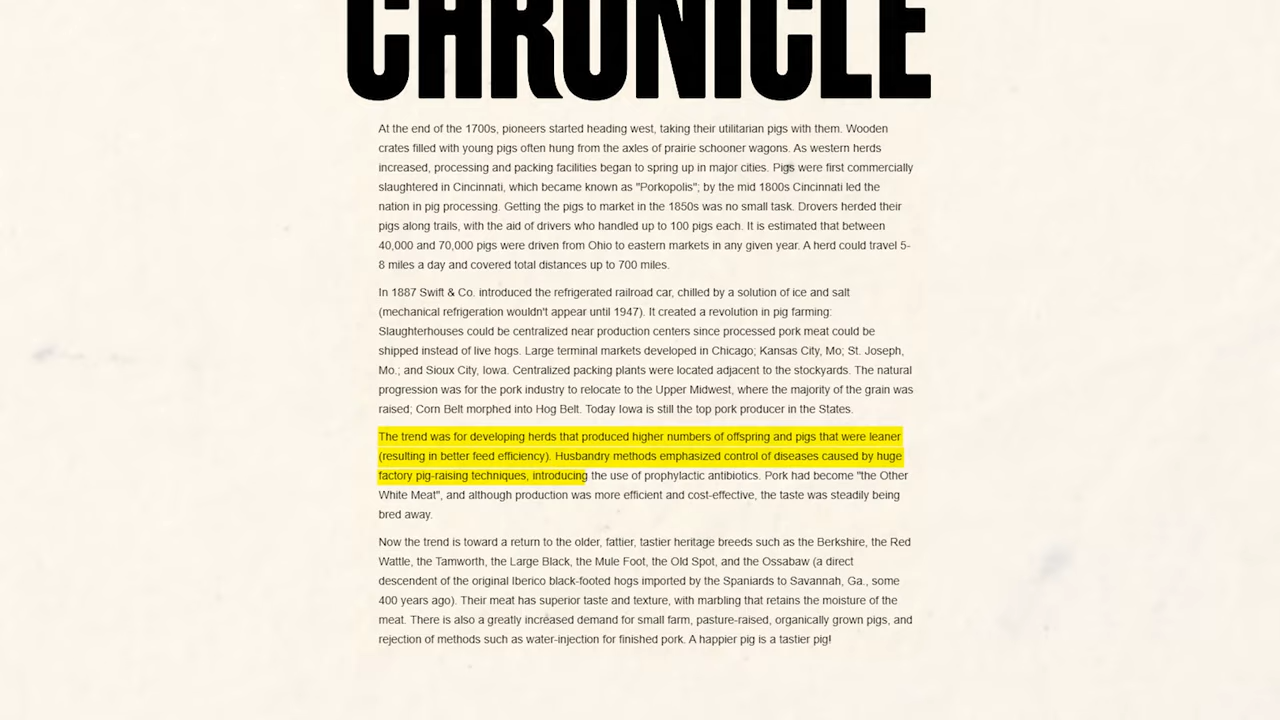 CHRONICLE
At the end of the 1700s, pioneers started heading west, taking their utilitarian pigs with them. Wooden
crates filled with young pigs often hung from the axles of prairie schooner wagons. As western herds
increased, processing and packing facilities began to spring up in major cities. Pigs were first commercially
slaughtered in Cincinnati, which became known as "Porkopolis"; by the mid 1800s Cincinnati led the
nation in pig processing. Getting the pigs to market in the 1850s was no small task. Drovers herded their
pigs along trails, with the aid of drivers who handled up to 100 pigs each. It is estimated that between
40,000 and 70,000 pigs were driven from Ohio to eastern markets in any given year. A herd could travel 5-
8 miles a day and covered total distances up to 700 miles.
In 1887 Swift & Co. introduced the refrigerated railroad car, chilled by a solution of ice and salt
(mechanical refrigeration wouldn't appear until 1947). It created a revolution in pig farming:
Slaughterhouses could be centralized near production centers since processed pork meat could be
shipped instead of live hogs. Large terminal markets developed in Chicago; Kansas City, Mo; St. Joseph,
Mo.; and Sioux City, Iowa. Centralized packing plants were located adjacent to the stockyards. The natural
progression was for the pork industry to relocate to the Upper Midwest, where the majority of the grain was
raised; Corn Belt morphed into Hog Belt. Today Iowa is still the top pork producer in the States.
The trend was for developing herds that produced higher numbers of offspring and pigs that were leaner
(resulting in better feed efficiency). Husbandry methods emphasized control of diseases caused by huge
factory pig-raising techniques, introducing the use of prophylactic antibiotics. Pork had become "the Other
White Meat", and although production was more efficient and cost-effective, the taste was steadily being
bred away.
Now the trend is toward a return to the older, fattier, tastier heritage breeds such as the Berkshire, the Red
Wattle, the Tamworth, the Large Black, the Mule Foot, the Old Spot, and the Ossabaw (a direct
descendent of the original Iberico black-footed hogs imported by the Spaniards to Savannah, Ga., some
400 years ago). Their meat has superior taste and texture, with marbling that retains the moisture of the
meat. There is also a greatly increased demand for small farm, pasture-raised, organically grown pigs, and
rejection of methods such as water-injection for finished pork. A happier pig is a tastier pig!